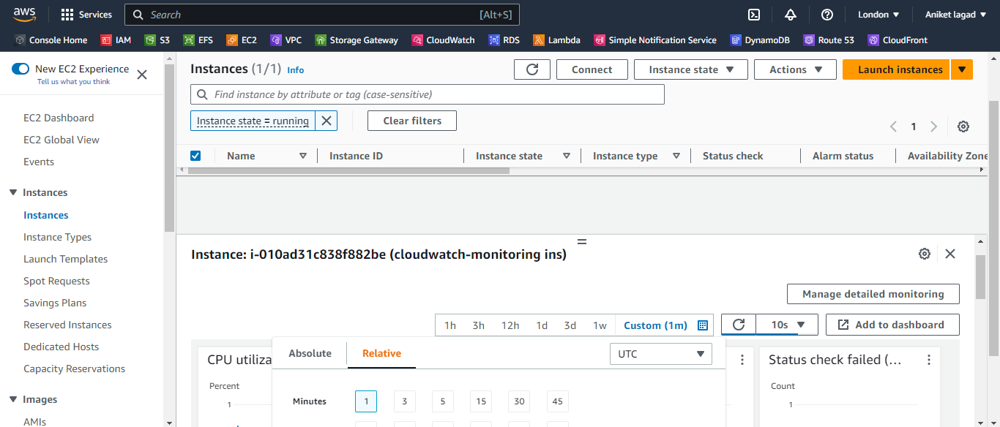 aws Services Search [Alt+S] London Aniket lagad
Console Home IAM S3 EFS EC2 VPC Storage Gateway CloudWatch RDS Lambda Simple Notification Service DynamoDB Route 53 CloudFront
New EC2 Experience
Tell us what you think
EC2 Dashboard
EC2 Global View
Events
Instances
Instances
Instance Types
Launch Templates
Spot Requests
Savings Plans
Reserved Instances
Dedicated Hosts
Capacity Reservations
Images
AMIs
Instances (1/1) Info Connect Instance state Actions Launch instances
Find instance by attribute or tag (case-sensitive)
Instance state = running Clear filters
1
Name Instance ID Instance state Instance type Status check Alarm status Availability Zone
Instance: i-010ad31c838f882be (cloudwatch-monitoring ins)
Manage detailed monitoring
1h 3h 12h 1d 3d 1w Custom (1m) 10s Add to dashboard
Absolute Relative UTC
Minutes 1 3 5 15 30 45
CPU utiliza
Percent
1
Status check failed (...
Count
1